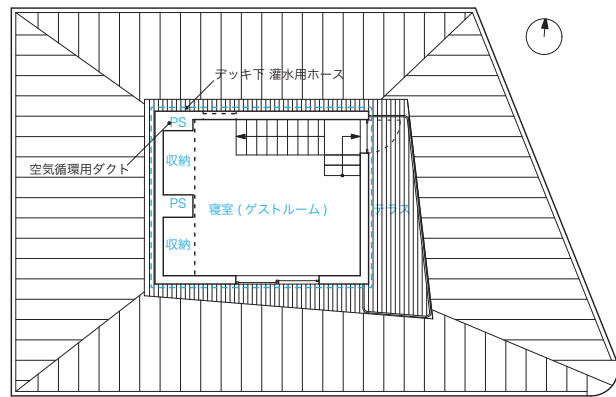 デッキ下 灌水用ホース
PS
収納
空気循環用ダクト
PS
寝室 ( ゲストルーム )
テラス
収納